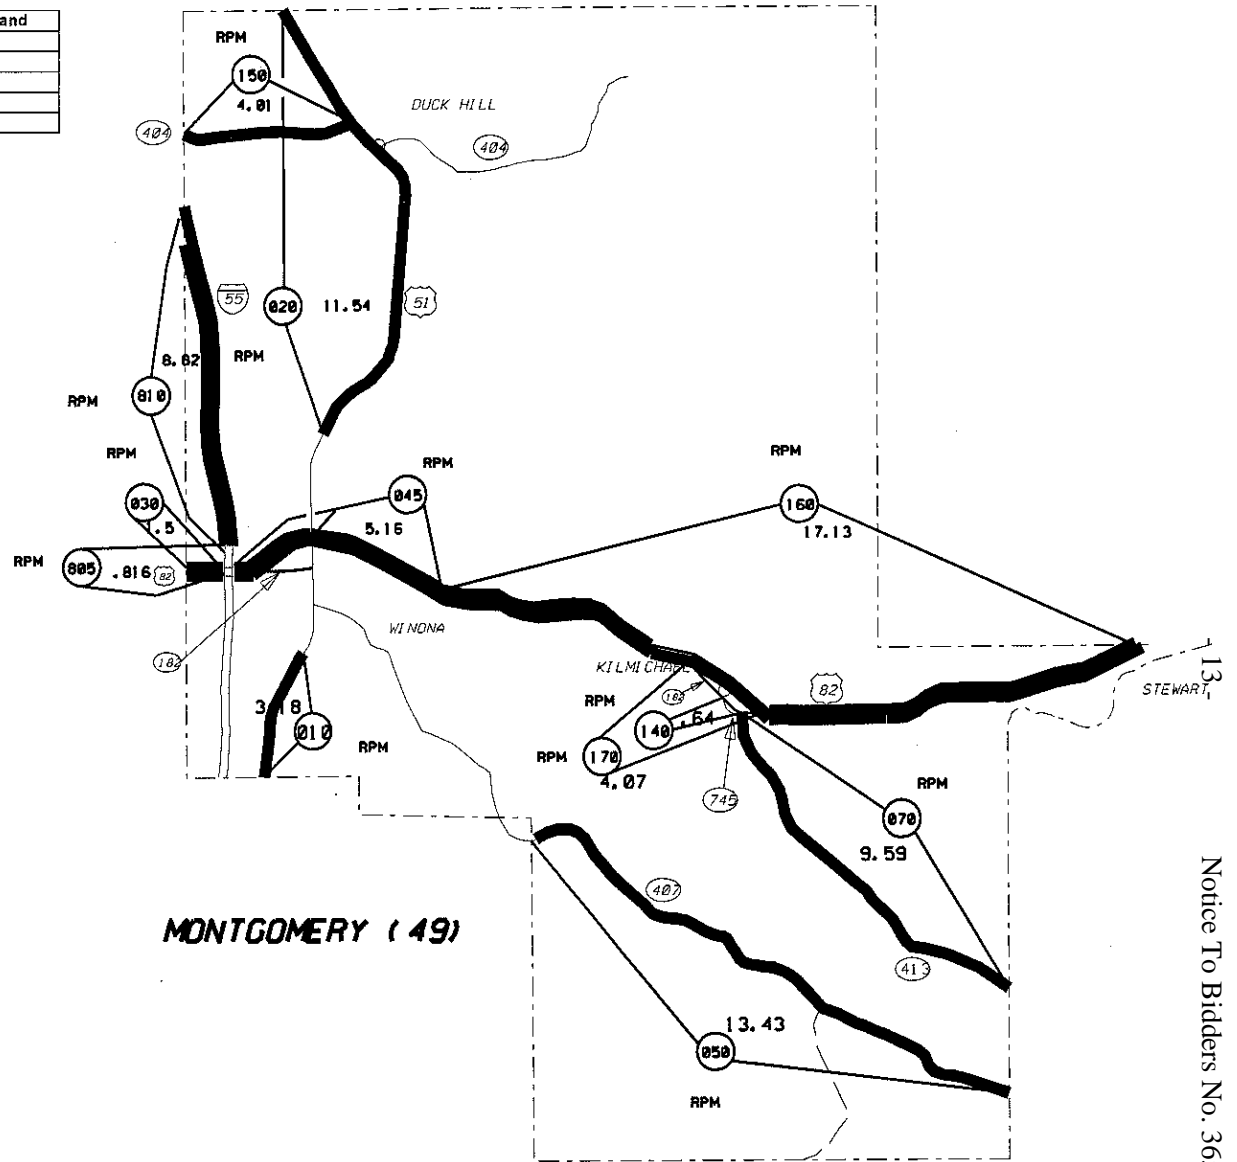 and
RPM
150
4.01
DUCK HILL
404
404
55
020
11.54
51
8.82
RPM
810
RPM
RPM
RPM
RPM
045
160
17.13
030
5.16
RPM
805
.816
82
182
WINONA
KILMICHAEL
182
82
STEWART
010
RPM
RPM
140
.64
RPM
170
4.07
745
RPM
070
9.59
407
MONTGOMERY (49)
413
13.43
050
RPM
13-
Notice To Bidders No. 36